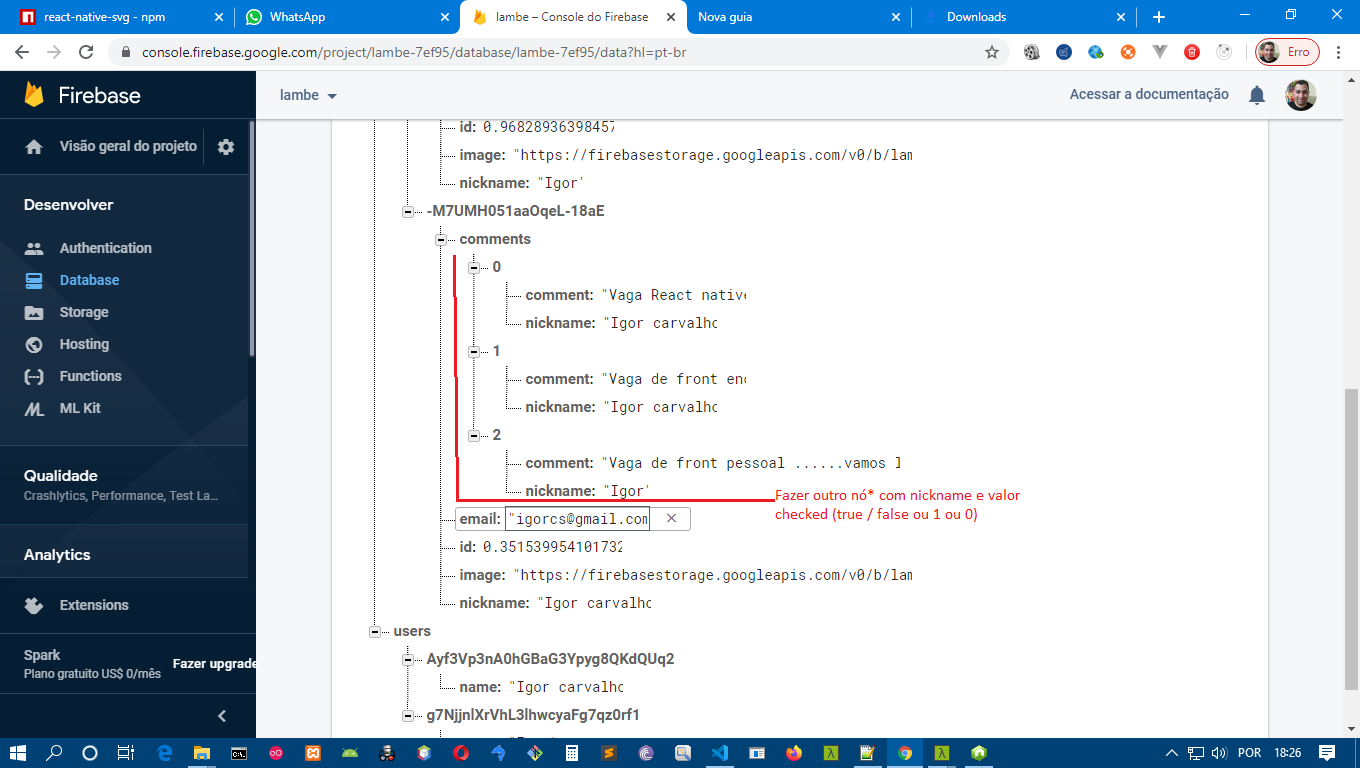 react-native-svg - npm
WhatsApp
lambe – Console do Firebase
Nova guia
Downloads
console.firebase.google.com/project/lambe-7ef95/database/lambe-7ef95/data?hl=pt-br
Erro
Firebase
lambe
Acessar a documentação
Visão geral do projeto
Desenvolver
Authentication
Database
Storage
Hosting
Functions
ML Kit
Qualidade
Crashlytics, Performance, Test La...
Analytics
Extensions
Spark
Plano gratuito US$ 0/mês
Fazer upgrade
id: 0.96828936398457
image: "https://firebasestorage.googleapis.com/v0/b/lam
nickname: "Igor"
-M7UMH051aaOqeL-18aE
comments
0
comment: "Vaga React native
nickname: "Igor carvalho
1
comment: "Vaga de front end
nickname: "Igor carvalho
2
comment: "Vaga de front pessoal ......vamos l
nickname: "Igor"
Fazer outro nó* com nickname e valor
checked (true / false ou 1 ou 0)
email: "igorcs@gmail.com
id: 0.351539954101732
image: "https://firebasestorage.googleapis.com/v0/b/lam
nickname: "Igor carvalho
users
Ayf3Vp3nA0hGBaG3Ypyg8QKdQUq2
name: "Igor carvalho
g7NjjnlXrVhL3lhwcyaFg7qz0rf1
POR
18:26